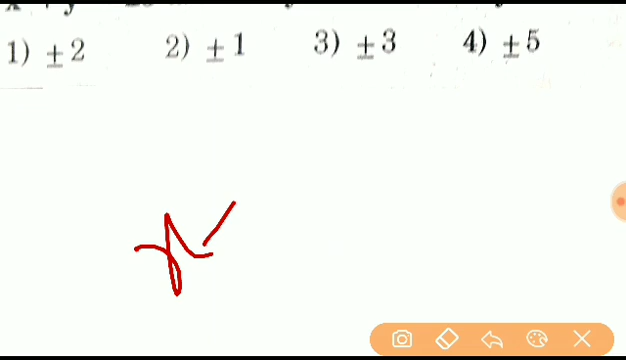 1) ±2 2) ±1 3) ±3 4) ±5